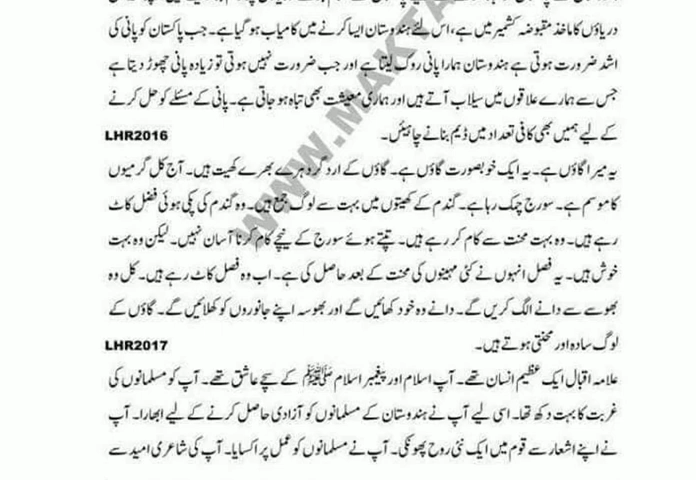 دریاؤں کا ماخذ مقبوضہ کشمیر میں ہے، اس لئے ہندوستان ایسا کرنے میں کامیاب ہو گیا ہے۔ جب پاکستان کو پانی کی
اشد ضرورت ہوتی ہے ہندوستان ہمارا پانی روک لیتا ہے اور جب ضرورت نہیں ہوتی تو زیادہ پانی چھوڑ دیتا ہے
جس سے ہمارے علاقوں میں سیلاب آتے ہیں اور ہماری معیشت بھی تباہ ہو جاتی ہے۔ پانی کے مسئلے کو حل کرنے
کے لیے ہمیں بھی کافی تعداد میں ڈیم بنانے چاہئیں۔ LHR2016
یہ میرا گاؤں ہے۔ یہ ایک خوبصورت گاؤں ہے۔ گاؤں کے ارد گرد ہرے بھرے کھیت ہیں۔ آج کل گرمیوں
کا موسم ہے۔ سورج چمک رہا ہے۔ گندم کے کھیتوں میں بہت سے لوگ جمع ہیں۔ وہ گندم کی پکی ہوئی فصل کاٹ
رہے ہیں۔ وہ بہت محنت سے کام کر رہے ہیں۔ تپتے ہوئے سورج کے نیچے کام کرنا آسان نہیں۔ لیکن وہ بہت
خوش ہیں۔ یہ فصل انہوں نے کئی مہینوں کی محنت کے بعد حاصل کی ہے۔ اب وہ فصل کاٹ رہے ہیں۔ کل وہ
بھوسے سے دانے الگ کریں گے۔ دانے وہ خود کھائیں گے اور بھوسہ اپنے جانوروں کو کھلائیں گے۔ گاؤں کے
لوگ سادہ اور محنتی ہوتے ہیں۔ LHR2017
علامہ اقبال ایک عظیم انسان تھے۔ آپ اسلام اور پیغمبر اسلام ﷺ کے سچے عاشق تھے۔ آپ کو مسلمانوں کی
غربت کا بہت دکھ تھا۔ اسی لیے آپ نے ہندوستان کے مسلمانوں کو آزادی حاصل کرنے کے لیے ابھارا۔ آپ
نے اپنے اشعار سے قوم میں ایک نئی روح پھونکی۔ آپ نے مسلمانوں کو عمل پر اکسایا۔ آپ کی شاعری امید سے
WWW.MAKTA